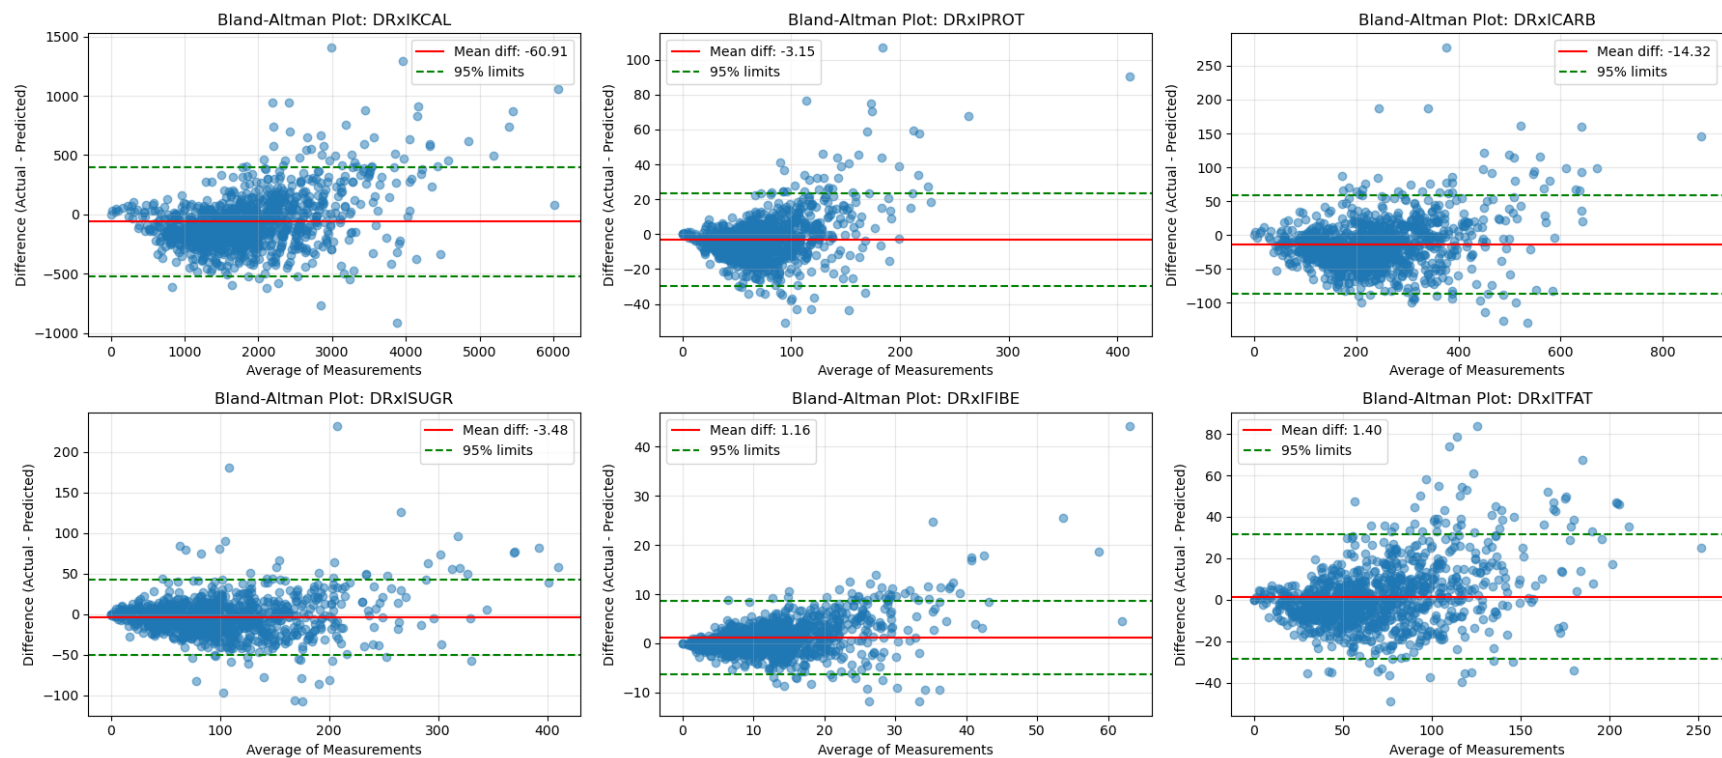 Bland-Altman Plot: DRxIKCAL
Difference (Actual - Predicted)
1500
1000
500
0
−500
−1000
Mean diff: -60.91
95% limits
0 1000 2000 3000 4000 5000 6000
Average of Measurements
Bland-Altman Plot: DRxIPROT
Difference (Actual - Predicted)
100
80
60
40
20
0
−20
−40
Mean diff: -3.15
95% limits
0 100 200 300 400
Average of Measurements
Bland-Altman Plot: DRxICARB
Difference (Actual - Predicted)
250
200
150
100
50
0
−50
−100
Mean diff: -14.32
95% limits
0 200 400 600 800
Average of Measurements
Bland-Altman Plot: DRxISUGR
Difference (Actual - Predicted)
200
150
100
50
0
−50
−100
Mean diff: -3.48
95% limits
0 100 200 300 400
Average of Measurements
Bland-Altman Plot: DRxIFIBE
Difference (Actual - Predicted)
40
30
20
10
0
−10
Mean diff: 1.16
95% limits
0 10 20 30 40 50 60
Average of Measurements
Bland-Altman Plot: DRxITFAT
Difference (Actual - Predicted)
80
60
40
20
0
−20
−40
Mean diff: 1.40
95% limits
0 50 100 150 200 250
Average of Measurements